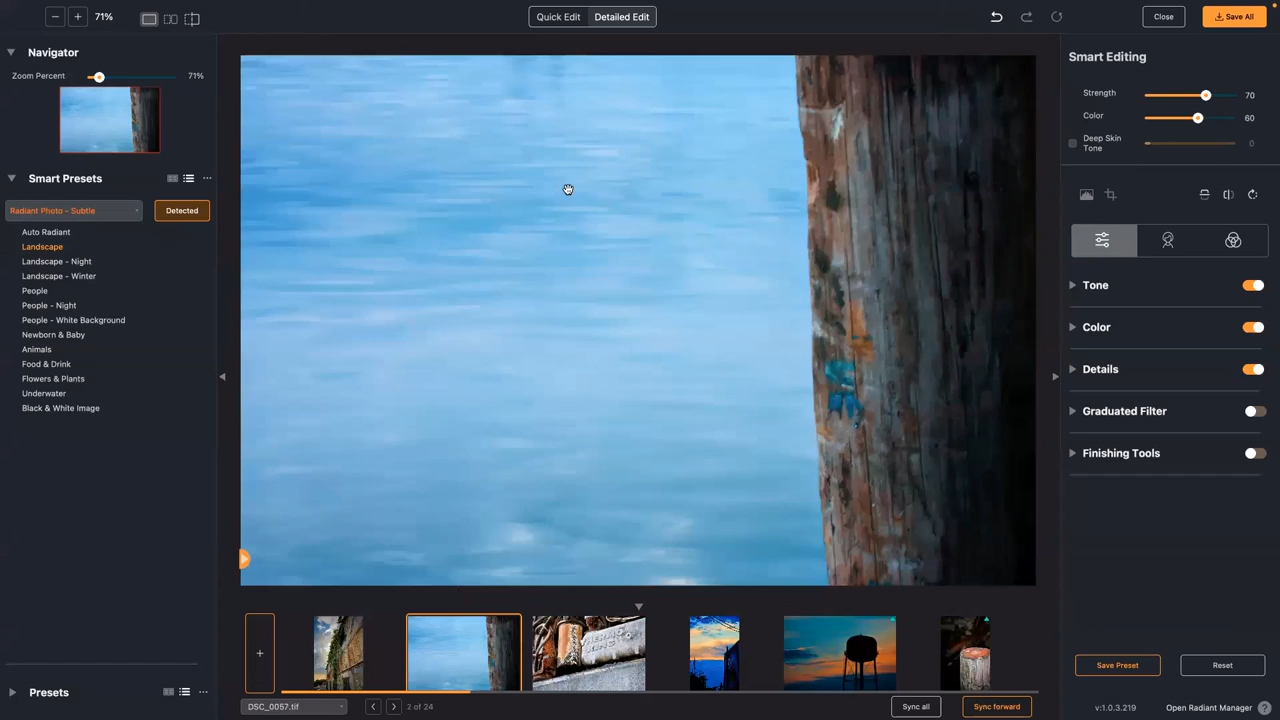 71%
Quick Edit Detailed Edit
Close Save All
Navigator
Zoom Percent 71%
Smart Presets
Radiant Photo - Subtle Detected
Auto Radiant
Landscape
Landscape - Night
Landscape - Winter
People
People - Night
People - White Background
Newborn & Baby
Animals
Food & Drink
Flowers & Plants
Underwater
Black & White Image
Presets
Smart Editing
Strength 70
Color 60
Deep Skin
Tone 0
Tone
Color
Details
Graduated Filter
Finishing Tools
Save Preset Reset
DSC_0057.tif 2 of 24 Sync all Sync forward
v:1.0.3.219 Open Radiant Manager ?